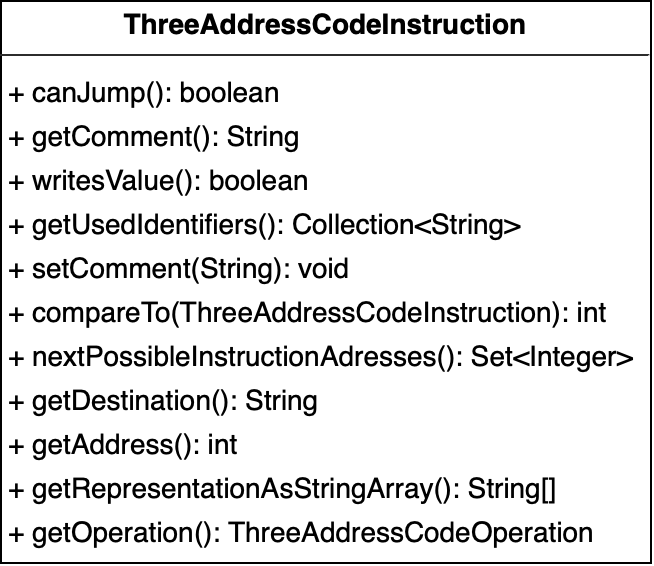 ThreeAddressCodeInstruction
+ canJump(): boolean
+ getComment(): String
+ writesValue(): boolean
+ getUsedIdentifiers(): Collection<String>
+ setComment(String): void
+ compareTo(ThreeAddressCodeInstruction): int
+ nextPossibleInstructionAdresses(): Set<Integer>
+ getDestination(): String
+ getAddress(): int
+ getRepresentationAsStringArray(): String[]
+ getOperation(): ThreeAddressCodeOperation